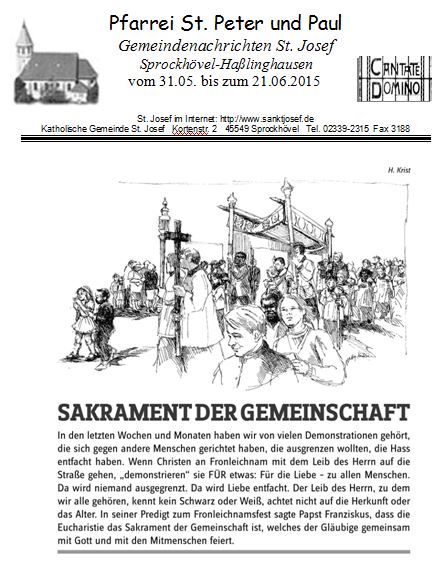 Pfarrei St. Peter und Paul
Gemeindenachrichten St. Josef
Sprockhövel-Haßlinghausen
vom 31.05. bis zum 21.06.2015
CANTATE
DOMINO
St. Josef im Internet: http://www.sanktjosef.de
Katholische Gemeinde St. Josef Kortenstr. 2 45549 Sprockhövel Tel. 02339-2315 Fax 3188
H. Krist
SAKRAMENT DER GEMEINSCHAFT
In den letzten Wochen und Monaten haben wir von vielen Demonstrationen gehört,
die sich gegen andere Menschen gerichtet haben, die ausgrenzen wollten, die Hass
entfacht haben. Wenn Christen an Fronleichnam mit dem Leib des Herrn auf die
Straße gehen, „demonstrieren“ sie FÜR etwas: Für die Liebe - zu allen Menschen.
Da wird niemand ausgegrenzt. Da wird Liebe entfacht. Der Leib des Herrn, zu dem
wir alle gehören, kennt kein Schwarz oder Weiß, achtet nicht auf die Herkunft oder
das Alter. In seiner Predigt zum Fronleichnamsfest sagte Papst Franziskus, dass die
Eucharistie das Sakrament der Gemeinschaft ist, welches der Gläubige gemeinsam
mit Gott und mit den Mitmenschen feiert.